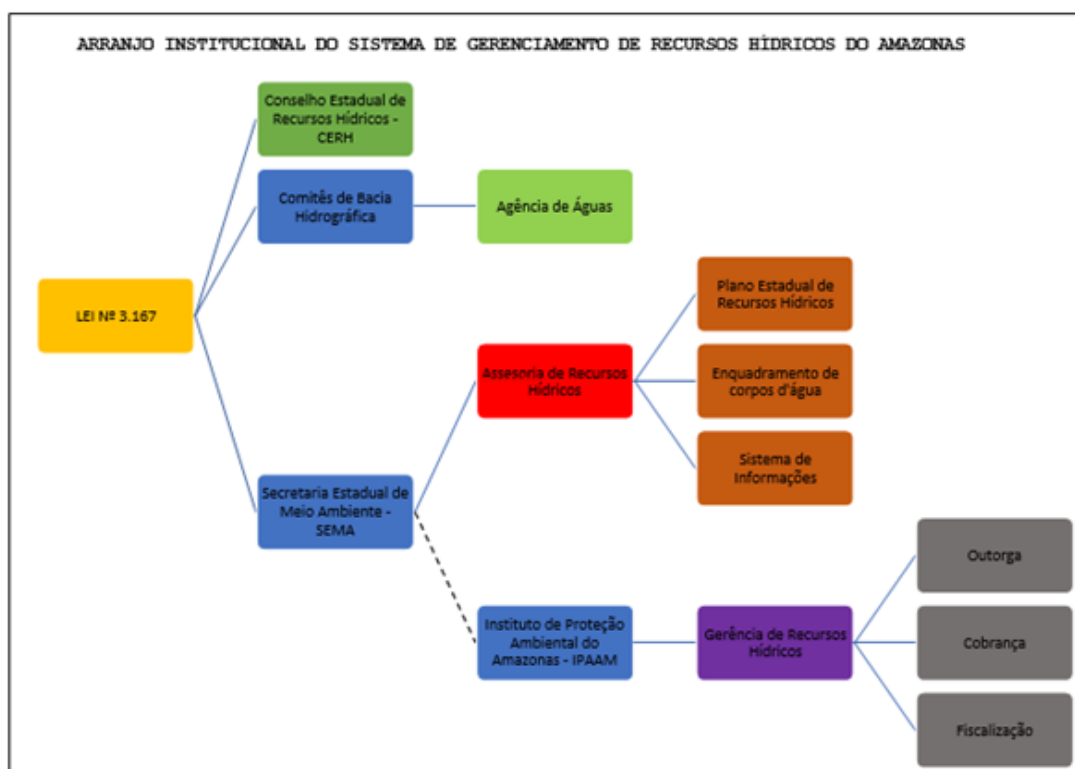 ARRANJO INSTITUCIONAL DO SISTEMA DE GERENCIAMENTO DE RECURSOS HÍDRICOS DO AMAZONAS
Conselho Estadual de
Recursos Hídricos -
CERH
Comitês de Bacia
Hidrográfica
Agência de Águas
LEI Nº 3.167
Plano Estadual de
Recursos Hídricos
Assesoria de Recursos
Hídricos
Enquadramento de
corpos d'água
Sistema de
Informações
Secretaria Estadual de
Meio Ambiente -
SEMA
Instituto de Proteção
Ambiental do
Amazonas - IPAAM
Gerência de Recursos
Hídricos
Outorga
Cobrança
Fiscalização